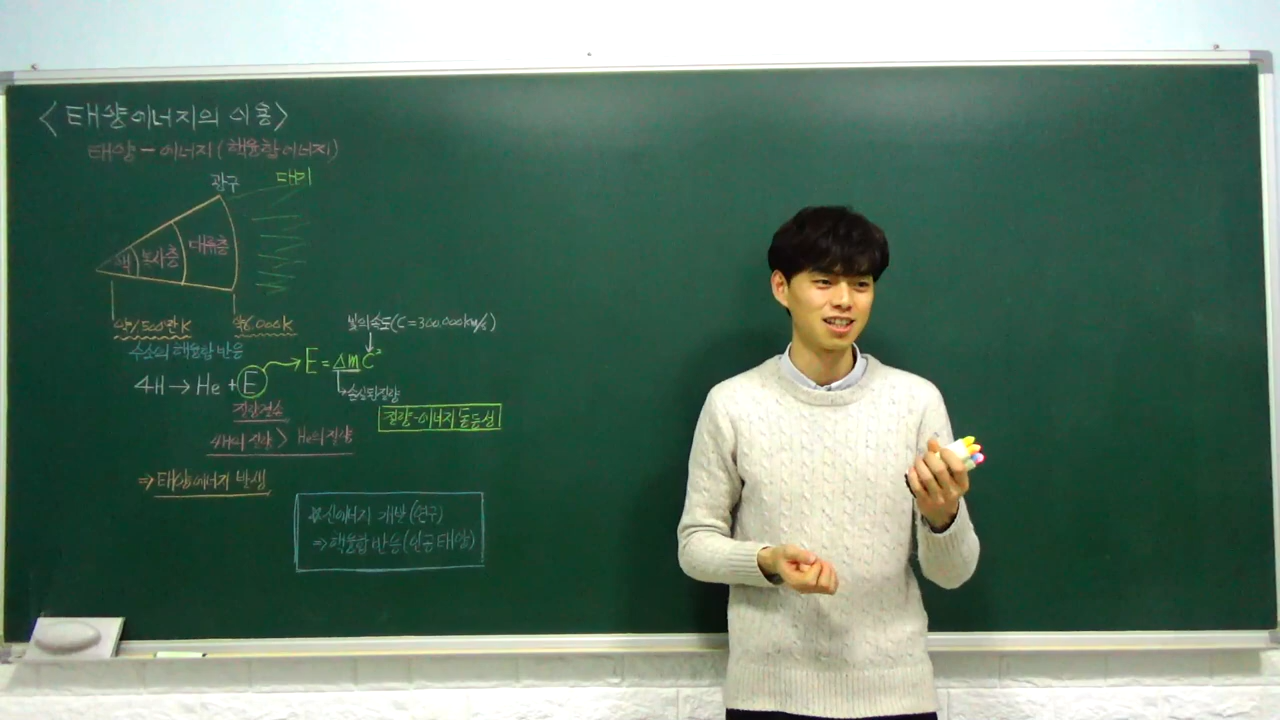 <태양에너지의 이용>
태양-에너지(핵융합에너지)
광구 대기
핵 복사층 대류층
약1500만K 약6,000K
빛의속도(C=300,000km/s)
수소의 핵융합 반응
4H → He + E → E=ΔmC²
손실된질량
질량결손
질량-에너지 동등성
4H의 질량 > He의 질량
⇒ 태양에너지 발생
신에너지 개발(연구)
⇒핵융합 반응(인공태양)